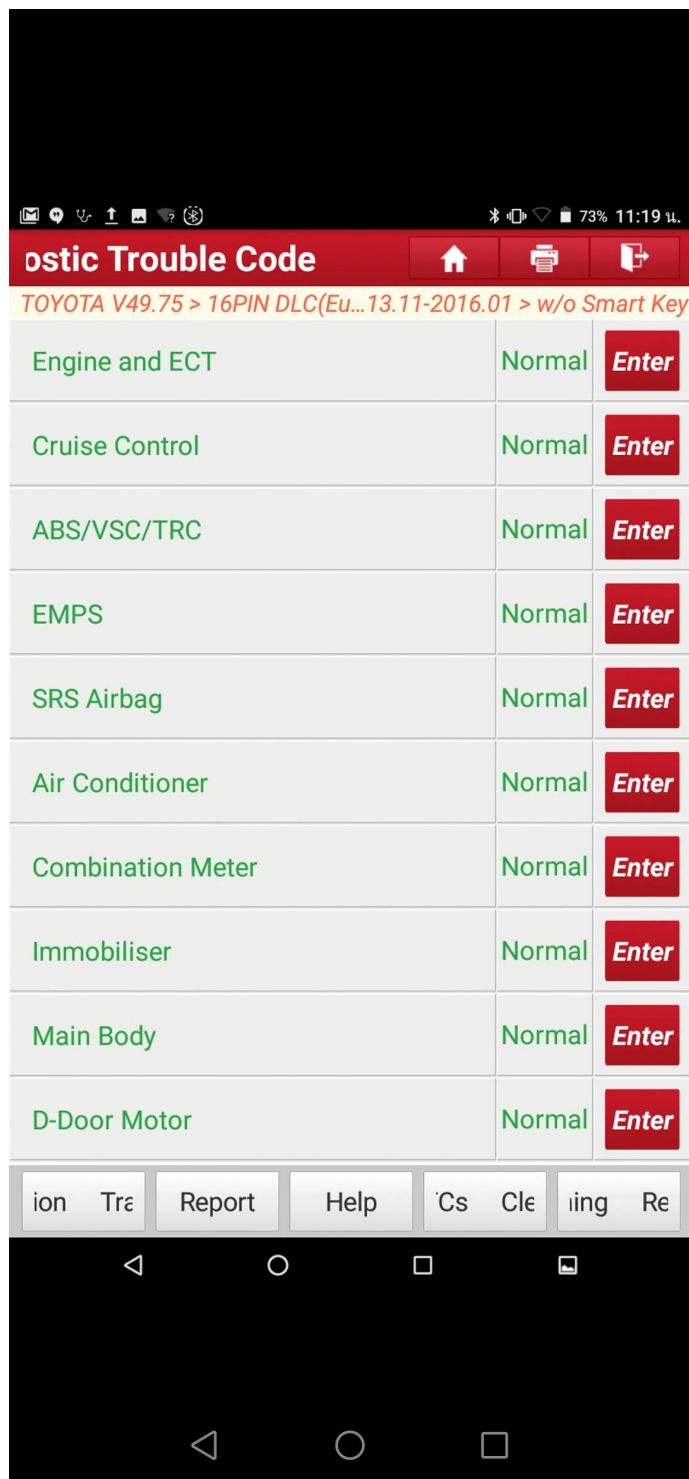 73% 11:19 น.
ostic Trouble Code
TOYOTA V49.75 > 16PIN DLC(Eu...13.11-2016.01 > w/o Smart Key
Engine and ECT Normal Enter
Cruise Control Normal Enter
ABS/VSC/TRC Normal Enter
EMPS Normal Enter
SRS Airbag Normal Enter
Air Conditioner Normal Enter
Combination Meter Normal Enter
Immobiliser Normal Enter
Main Body Normal Enter
D-Door Motor Normal Enter
ion Tra Report Help Cs Cle ning Re